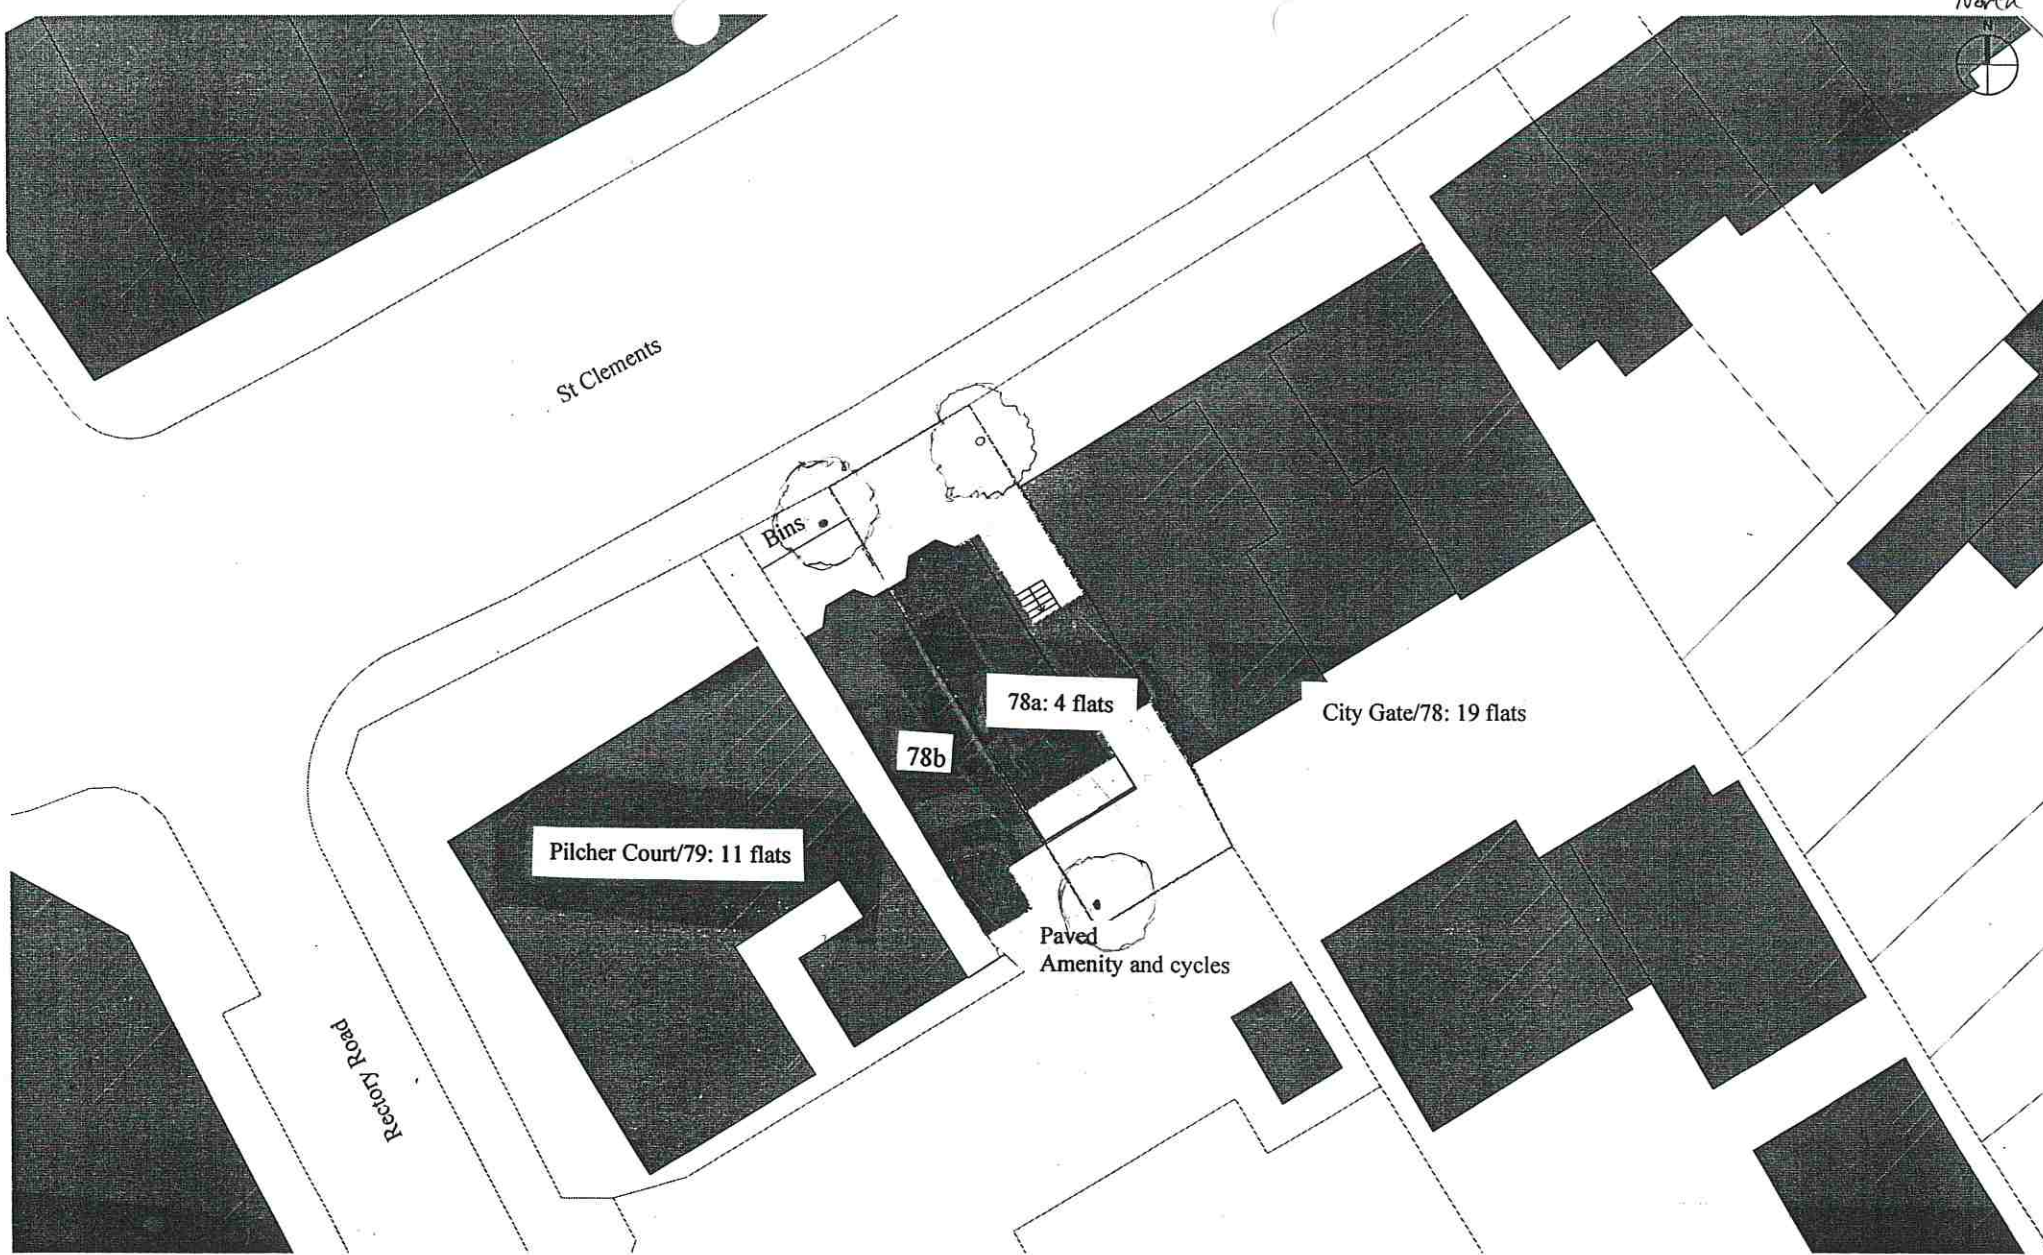 North
N
St Clements
Bins
78a: 4 flats
City Gate/78: 19 flats
78b
Pilcher Court/79: 11 flats
Paved
Amenity and cycles
Rectory Road